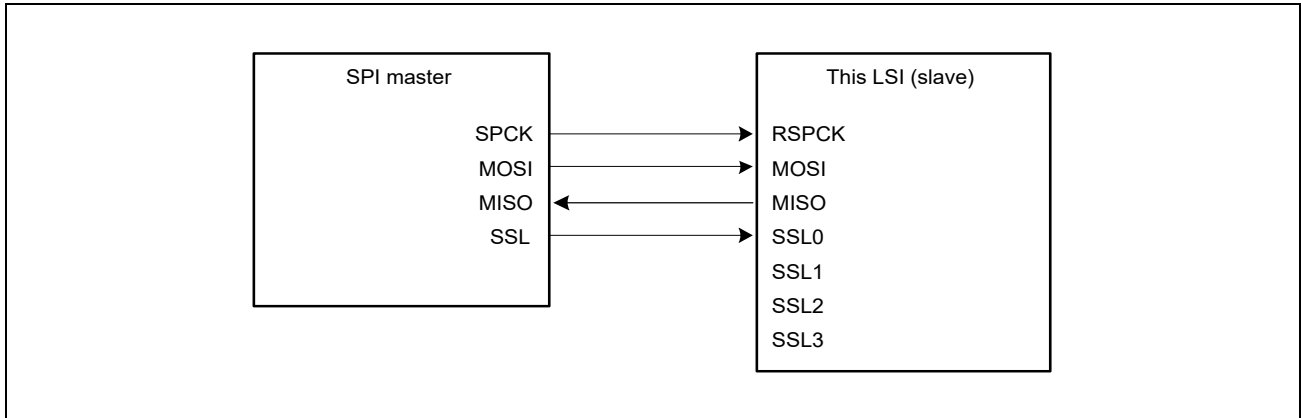 SPI master
SPCK
MOSI
MISO
SSL
This LSI (slave)
RSPCK
MOSI
MISO
SSL0
SSL1
SSL2
SSL3